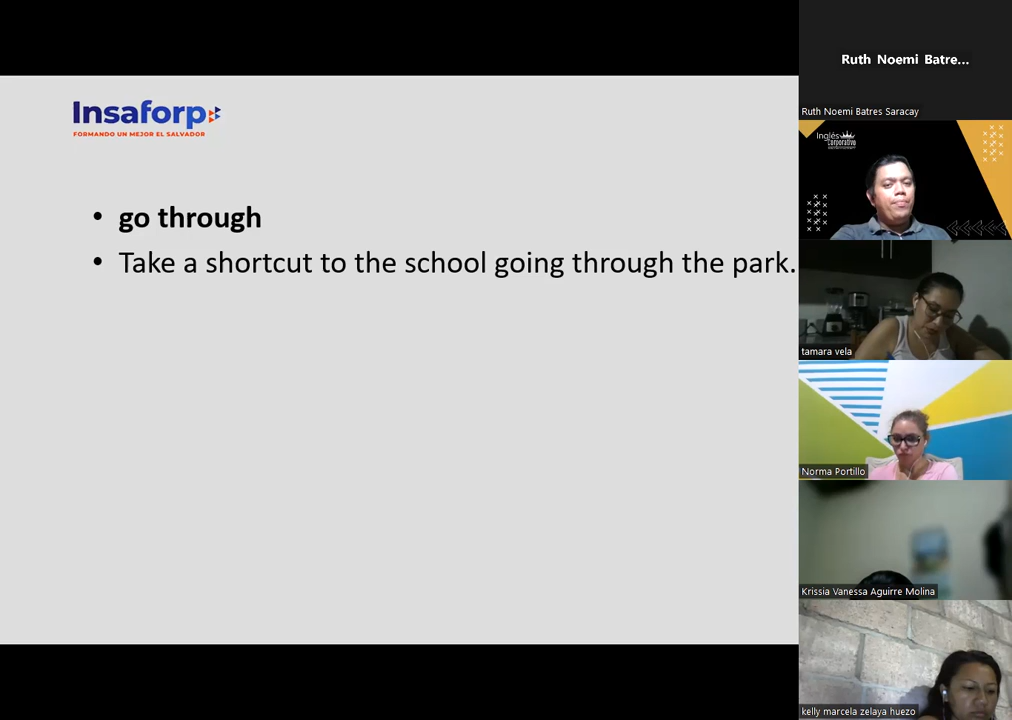 Insaforp
FORMANDO UN MEJOR EL SALVADOR
• go through
• Take a shortcut to the school going through the park.
Ruth Noemi Batre...
Ruth Noemi Batres Saracay
Inglés
Corporativo
tamara vela
Norma Portillo
Krissia Vanessa Aguirre Molina
kelly marcela zelaya huezo